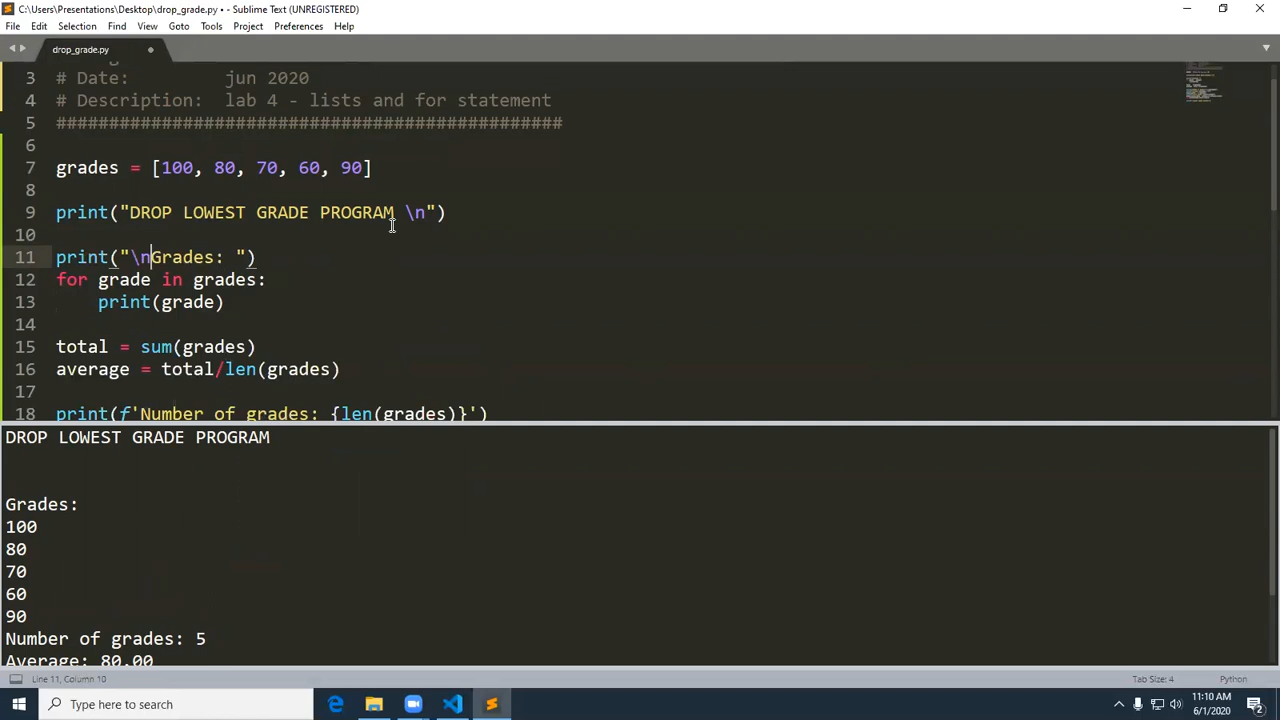 C:\Users\Presentations\Desktop\drop_grade.py • - Sublime Text (UNREGISTERED)
File Edit Selection Find View Goto Tools Project Preferences Help
drop_grade.py
3 # Date: jun 2020
4 # Description: lab 4 - lists and for statement
5 ################################################
6
7 grades = [100, 80, 70, 60, 90]
8
9 print("DROP LOWEST GRADE PROGRAM \n")
10
11 print("\nGrades: ")
12 for grade in grades:
13 print(grade)
14
15 total = sum(grades)
16 average = total/len(grades)
17
18 print(f'Number of grades: {len(grades)}')
DROP LOWEST GRADE PROGRAM
Grades:
100
80
70
60
90
Number of grades: 5
Average: 80.00
Line 11, Column 10 Tab Size: 4 Python
Type here to search
11:10 AM
6/1/2020
2